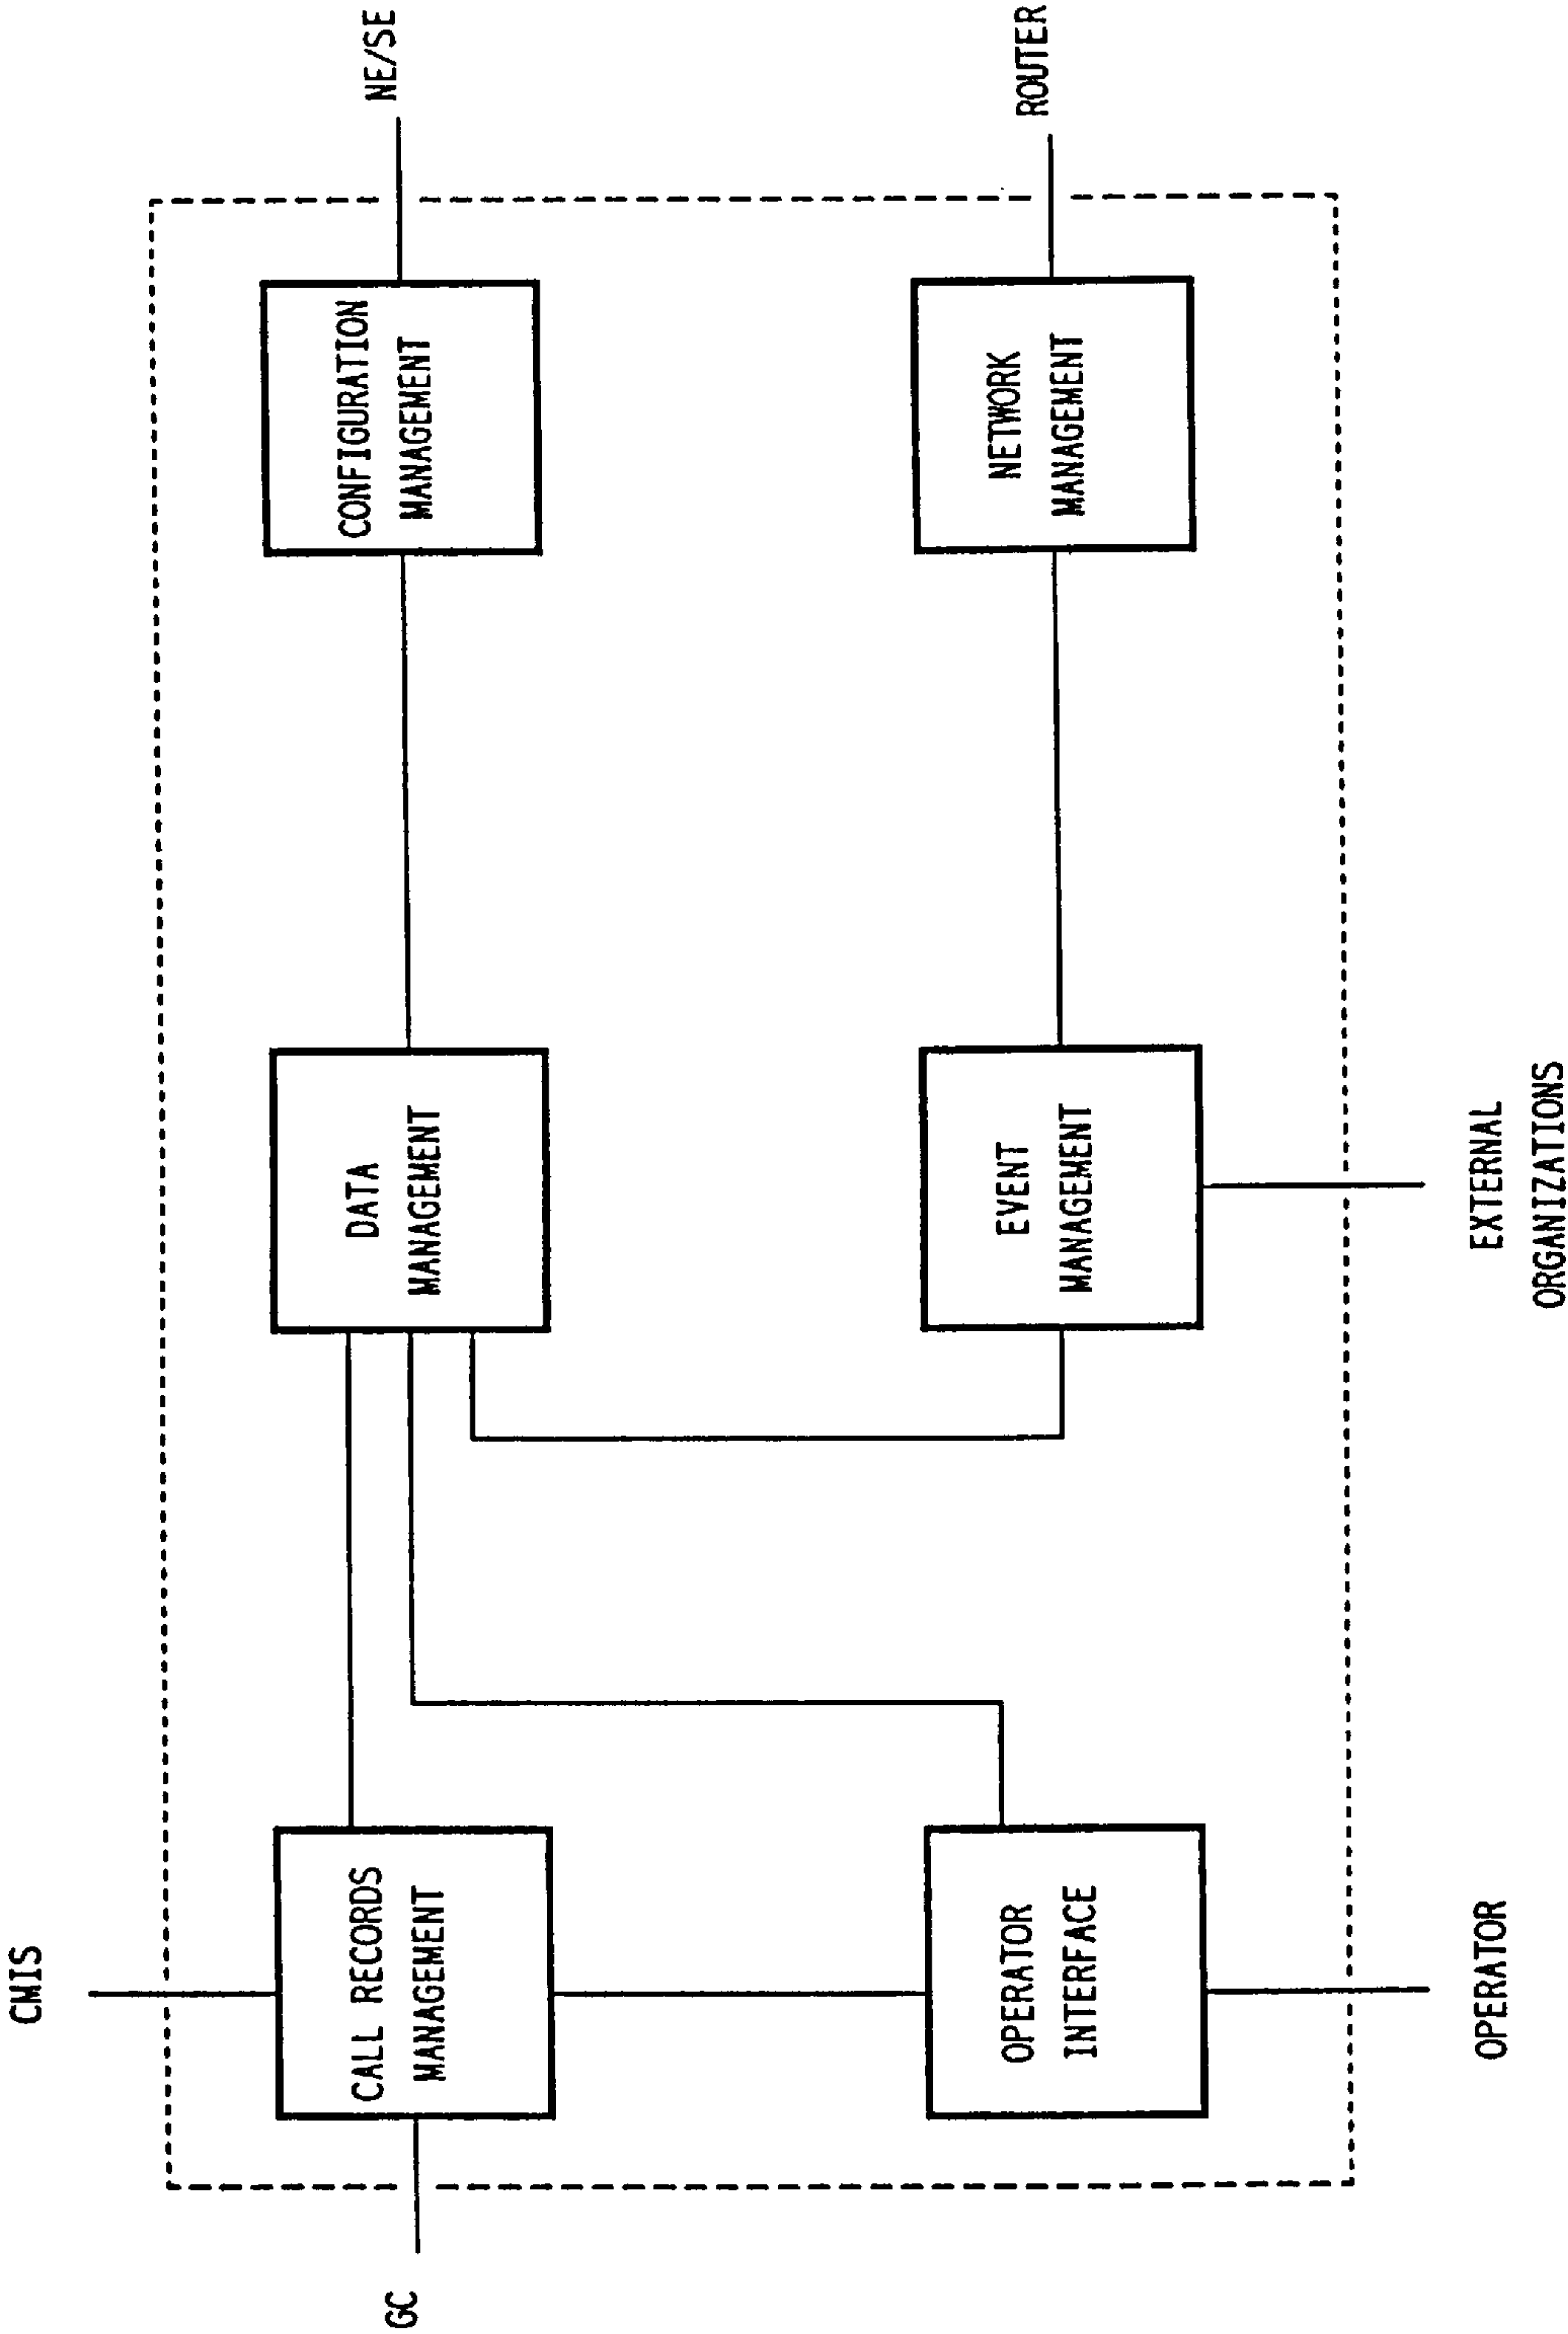 CMIS
GC
CALL RECORDS
MANAGEMENT
DATA
MANAGEMENT
CONFIGURATION
MANAGEMENT
NE/SE
OPERATOR
INTERFACE
EVENT
MANAGEMENT
NETWORK
MANAGEMENT
ROUTER
OPERATOR
EXTERNAL
ORGANIZATIONS